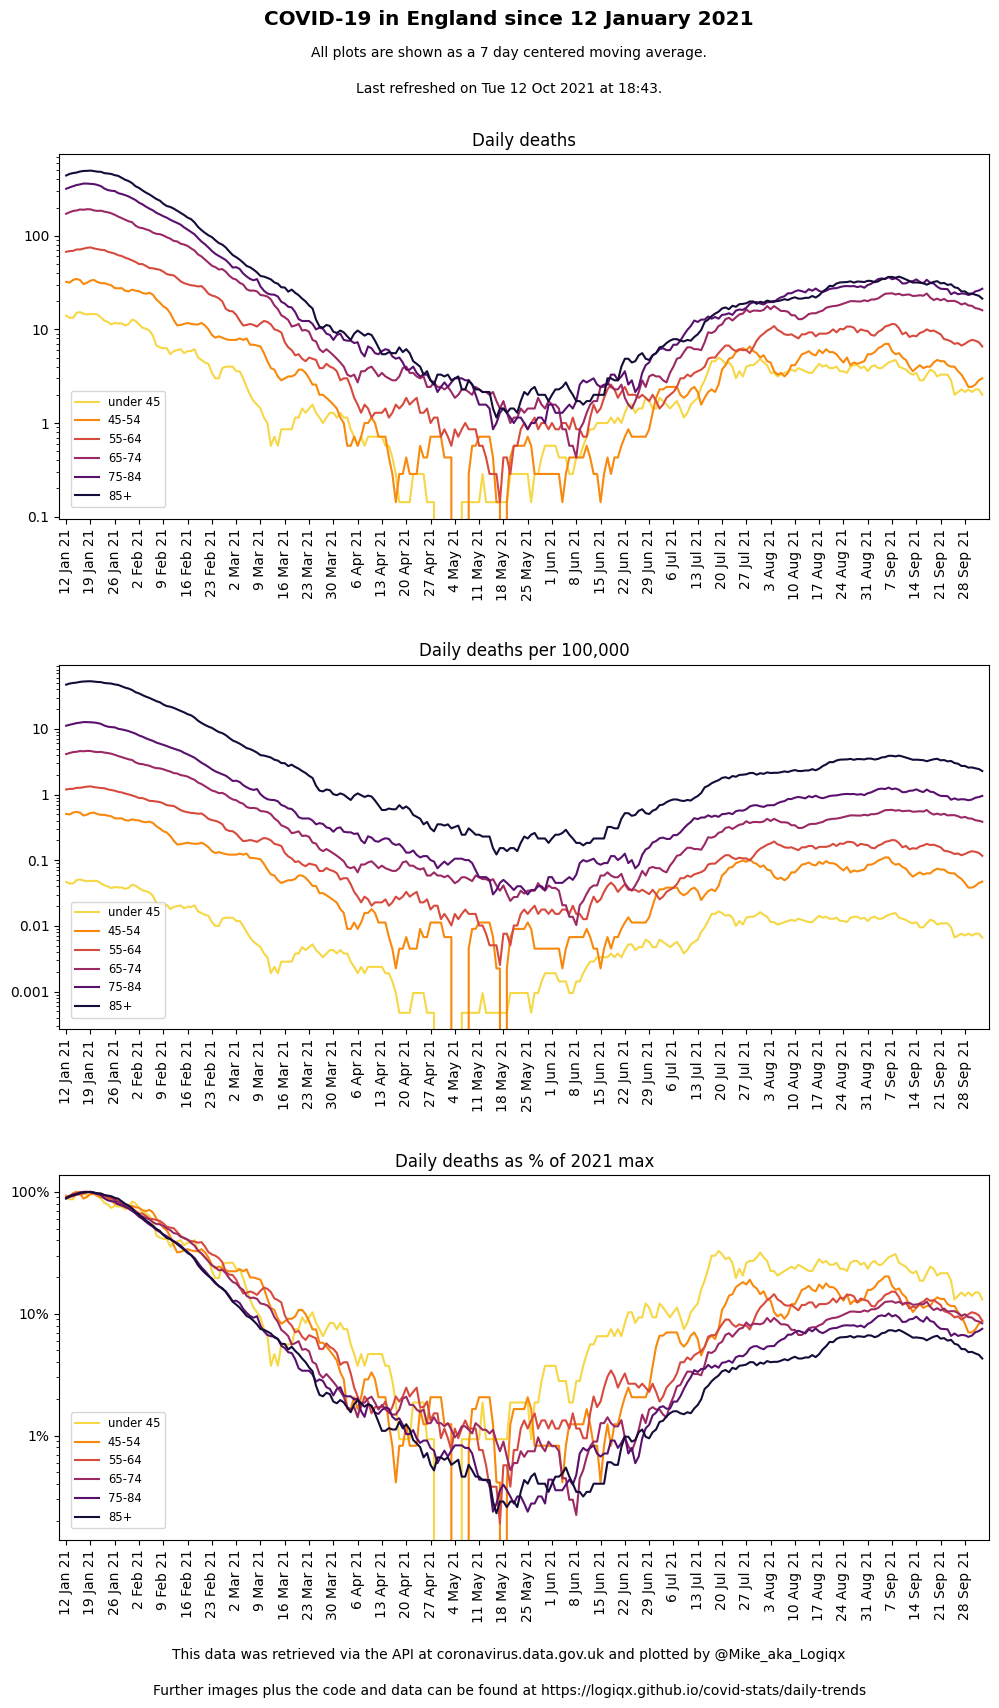 COVID-19 in England since 12 January 2021
All plots are shown as a 7 day centered moving average.
Last refreshed on Tue 12 Oct 2021 at 18:43.
Daily deaths
100
10
1
0.1
under 45
45-54
55-64
65-74
75-84
85+
12 Jan 21
19 Jan 21
26 Jan 21
2 Feb 21
9 Feb 21
16 Feb 21
23 Feb 21
2 Mar 21
9 Mar 21
16 Mar 21
23 Mar 21
30 Mar 21
6 Apr 21
13 Apr 21
20 Apr 21
27 Apr 21
4 May 21
11 May 21
18 May 21
25 May 21
1 Jun 21
8 Jun 21
15 Jun 21
22 Jun 21
29 Jun 21
6 Jul 21
13 Jul 21
20 Jul 21
27 Jul 21
3 Aug 21
10 Aug 21
17 Aug 21
24 Aug 21
31 Aug 21
7 Sep 21
14 Sep 21
21 Sep 21
28 Sep 21
Daily deaths per 100,000
10
1
0.1
0.01
0.001
under 45
45-54
55-64
65-74
75-84
85+
12 Jan 21
19 Jan 21
26 Jan 21
2 Feb 21
9 Feb 21
16 Feb 21
23 Feb 21
2 Mar 21
9 Mar 21
16 Mar 21
23 Mar 21
30 Mar 21
6 Apr 21
13 Apr 21
20 Apr 21
27 Apr 21
4 May 21
11 May 21
18 May 21
25 May 21
1 Jun 21
8 Jun 21
15 Jun 21
22 Jun 21
29 Jun 21
6 Jul 21
13 Jul 21
20 Jul 21
27 Jul 21
3 Aug 21
10 Aug 21
17 Aug 21
24 Aug 21
31 Aug 21
7 Sep 21
14 Sep 21
21 Sep 21
28 Sep 21
Daily deaths as % of 2021 max
100%
10%
1%
under 45
45-54
55-64
65-74
75-84
85+
12 Jan 21
19 Jan 21
26 Jan 21
2 Feb 21
9 Feb 21
16 Feb 21
23 Feb 21
2 Mar 21
9 Mar 21
16 Mar 21
23 Mar 21
30 Mar 21
6 Apr 21
13 Apr 21
20 Apr 21
27 Apr 21
4 May 21
11 May 21
18 May 21
25 May 21
1 Jun 21
8 Jun 21
15 Jun 21
22 Jun 21
29 Jun 21
6 Jul 21
13 Jul 21
20 Jul 21
27 Jul 21
3 Aug 21
10 Aug 21
17 Aug 21
24 Aug 21
31 Aug 21
7 Sep 21
14 Sep 21
21 Sep 21
28 Sep 21
This data was retrieved via the API at coronavirus.data.gov.uk and plotted by @Mike_aka_Logiqx
Further images plus the code and data can be found at https://logiqx.github.io/covid-stats/daily-trends